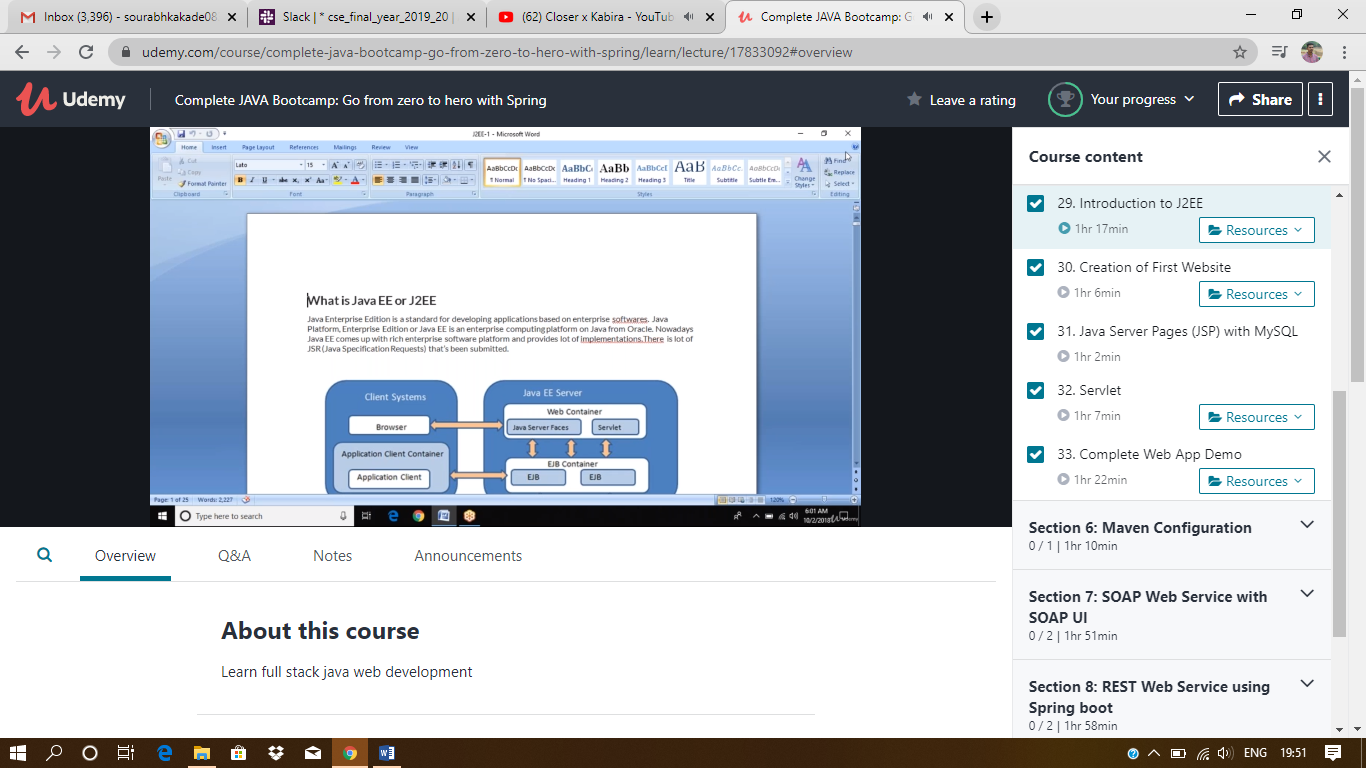 Inbox (3,396) - sourabhkakade08
Slack | * cse_final_year_2019_20 |
(62) Closer x Kabira - YouTub
Complete JAVA Bootcamp: G
udemy.com/course/complete-java-bootcamp-go-from-zero-to-hero-with-spring/learn/lecture/17833092#overview
Udemy
Complete JAVA Bootcamp: Go from zero to hero with Spring
Leave a rating
Your progress
Share
J2EE-1 - Microsoft Word
Home Insert Page Layout References Mailings Review View
Paste
Cut
Copy
Format Painter
Clipboard
Lato
15
Font
Paragraph
AaBbCcDc AaBbCcDc AaBbC AaBb AaBbCcI AaB AaBbCc. AaBbCcDc
¶ Normal ¶ No Spaci... Heading 1 Heading 2 Heading 3 Title Subtitle Subtle Em...
Styles
Change
Styles
Find
Replace
Select
Editing
What is Java EE or J2EE
Java Enterprise Edition is a standard for developing applications based on enterprise softwares. Java
Platform, Enterprise Edition or Java EE is an enterprise computing platform on Java from Oracle. Nowadays
Java EE comes up with rich enterprise software platform and provides lot of implementations.There is lot of
JSR (Java Specification Requests) that's been submitted.
Client Systems
Browser
Application Client Container
Application Client
Java EE Server
Web Container
Java Server Faces
Servlet
EJB Container
EJB
EJB
Page: 1 of 25 Words: 2,227
120%
Type here to search
6:01 AM
10/2/2018
Udemy
Course content
29. Introduction to J2EE
1hr 17min
Resources
30. Creation of First Website
1hr 6min
Resources
31. Java Server Pages (JSP) with MySQL
1hr 2min
32. Servlet
1hr 7min
Resources
33. Complete Web App Demo
1hr 22min
Resources
Section 6: Maven Configuration
0 / 1 | 1hr 10min
Section 7: SOAP Web Service with
SOAP UI
0 / 2 | 1hr 51min
Section 8: REST Web Service using
Spring boot
0 / 2 | 1hr 58min
Overview
Q&A
Notes
Announcements
About this course
Learn full stack java web development
ENG
19:51